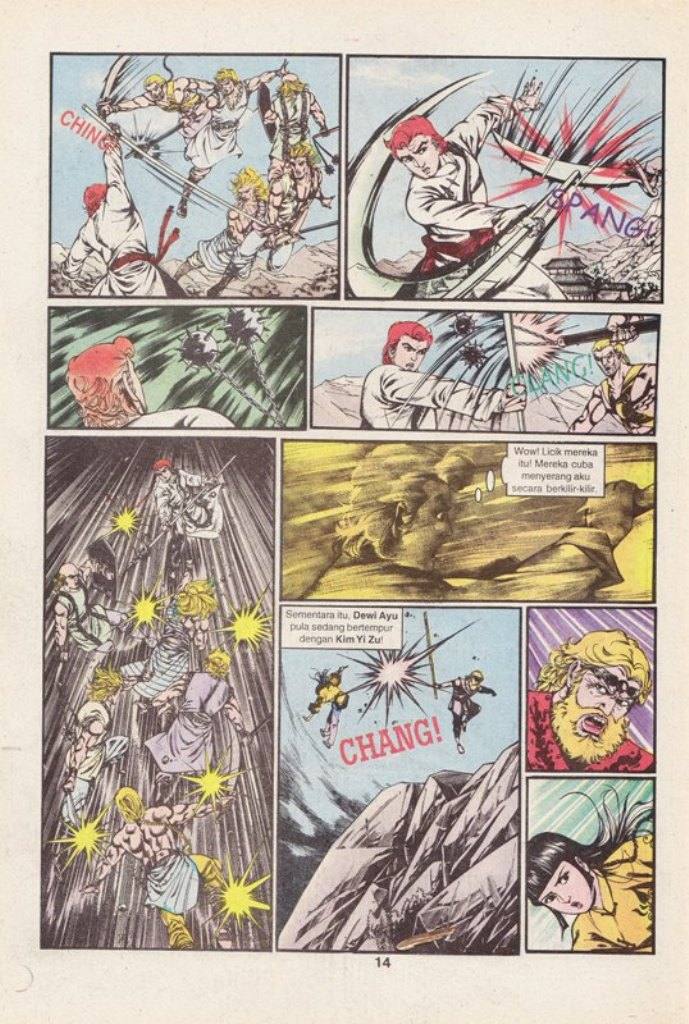 CHING
SPANG!
CLANG!
Wow! Licik mereka
itu! Mereka cuba
menyerang aku
secara berkilir-kilir.
Sementara itu, Dewi Ayu
pula sedang bertempur
dengan Kim Yi Zu!
CHANG!
14